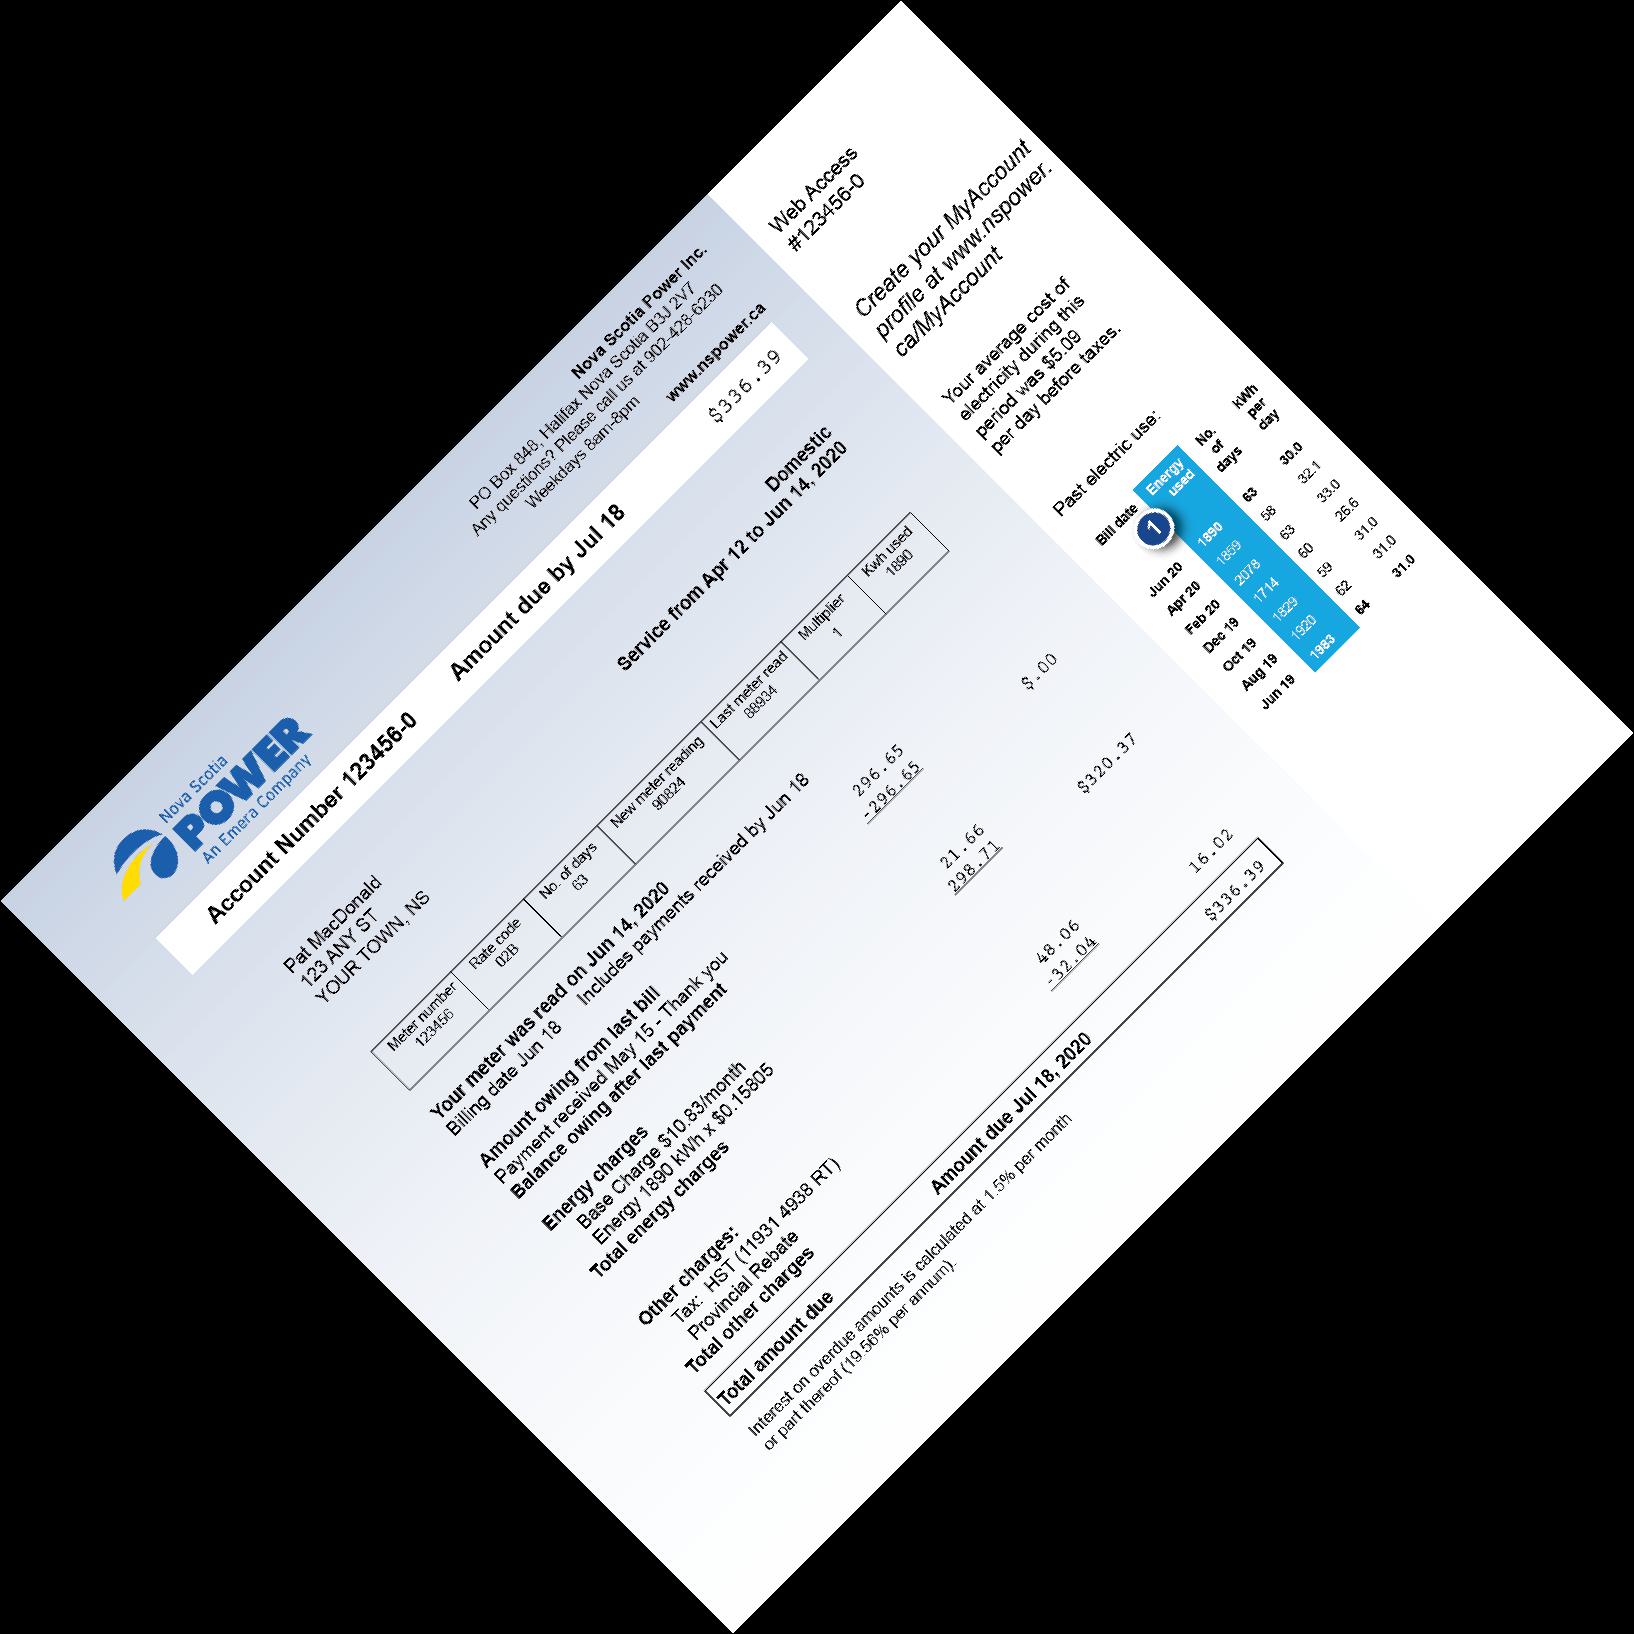 Nova Scotia
POWER
An Emera Company
Nova Scotia Power Inc.
PO Box 848, Halifax Nova Scotia B3J 2V7
Any questions? Please call us at 902-428-6230
Weekdays 8am-8pm
www.nspower.ca
Account Number 123456-0 Amount due by Jul 18 $336.39
Pat MacDonald
123 ANY ST
YOUR TOWN, NS
Domestic
Service from Apr 12 to Jun 14, 2020
Meter number Rate code No. of days New meter reading Last meter read Multiplier Kwh used
123456 02B 63 90824 88934 1 1890
Your meter was read on Jun 14, 2020
Billing date Jun 18 Includes payments received by Jun 18
Amount owing from last bill 296.65
Payment received May 15 - Thank you -296.65
Balance owing after last payment $.00
Energy charges
Base Charge $10.83/month 21.66
Energy 1890 kWh x $0.15805 298.71
Total energy charges $320.37
Other charges:
Tax: HST (11931 4938 RT) 48.06
Provincial Rebate -32.04
Total other charges 16.02
Total amount due Amount due Jul 18, 2020 $336.39
Interest on overdue amounts is calculated at 1.5% per month
or part thereof (19.56% per annum).
Web Access
#123456-0
Create your MyAccount
profile at www.nspower.
ca/MyAccount
Your average cost of
electricity during this
period was $5.09
per day before taxes.
Past electric use:
Bill date Energy used No. of days kWh per day
1
Jun 20 1890 63 30.0
Apr 20 1859 58 32.1
Feb 20 2078 63 33.0
Dec 19 1714 60 26.6
Oct 19 1829 59 31.0
Aug 19 1920 62 31.0
Jun 19 1983 64 31.0